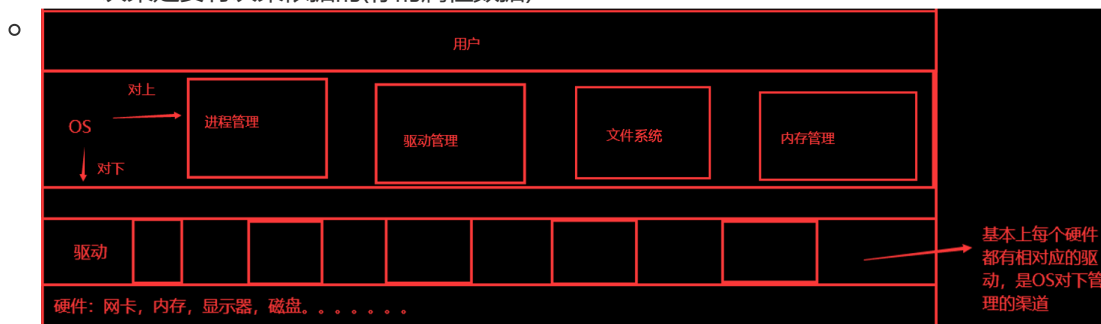 用户
对上
OS
进程管理
驱动管理
文件系统
内存管理
对下
驱动
基本上每个硬件
都有相对应的驱
动，是OS对下管
理的渠道
硬件：网卡，内存，显示器，磁盘。。。。。。。